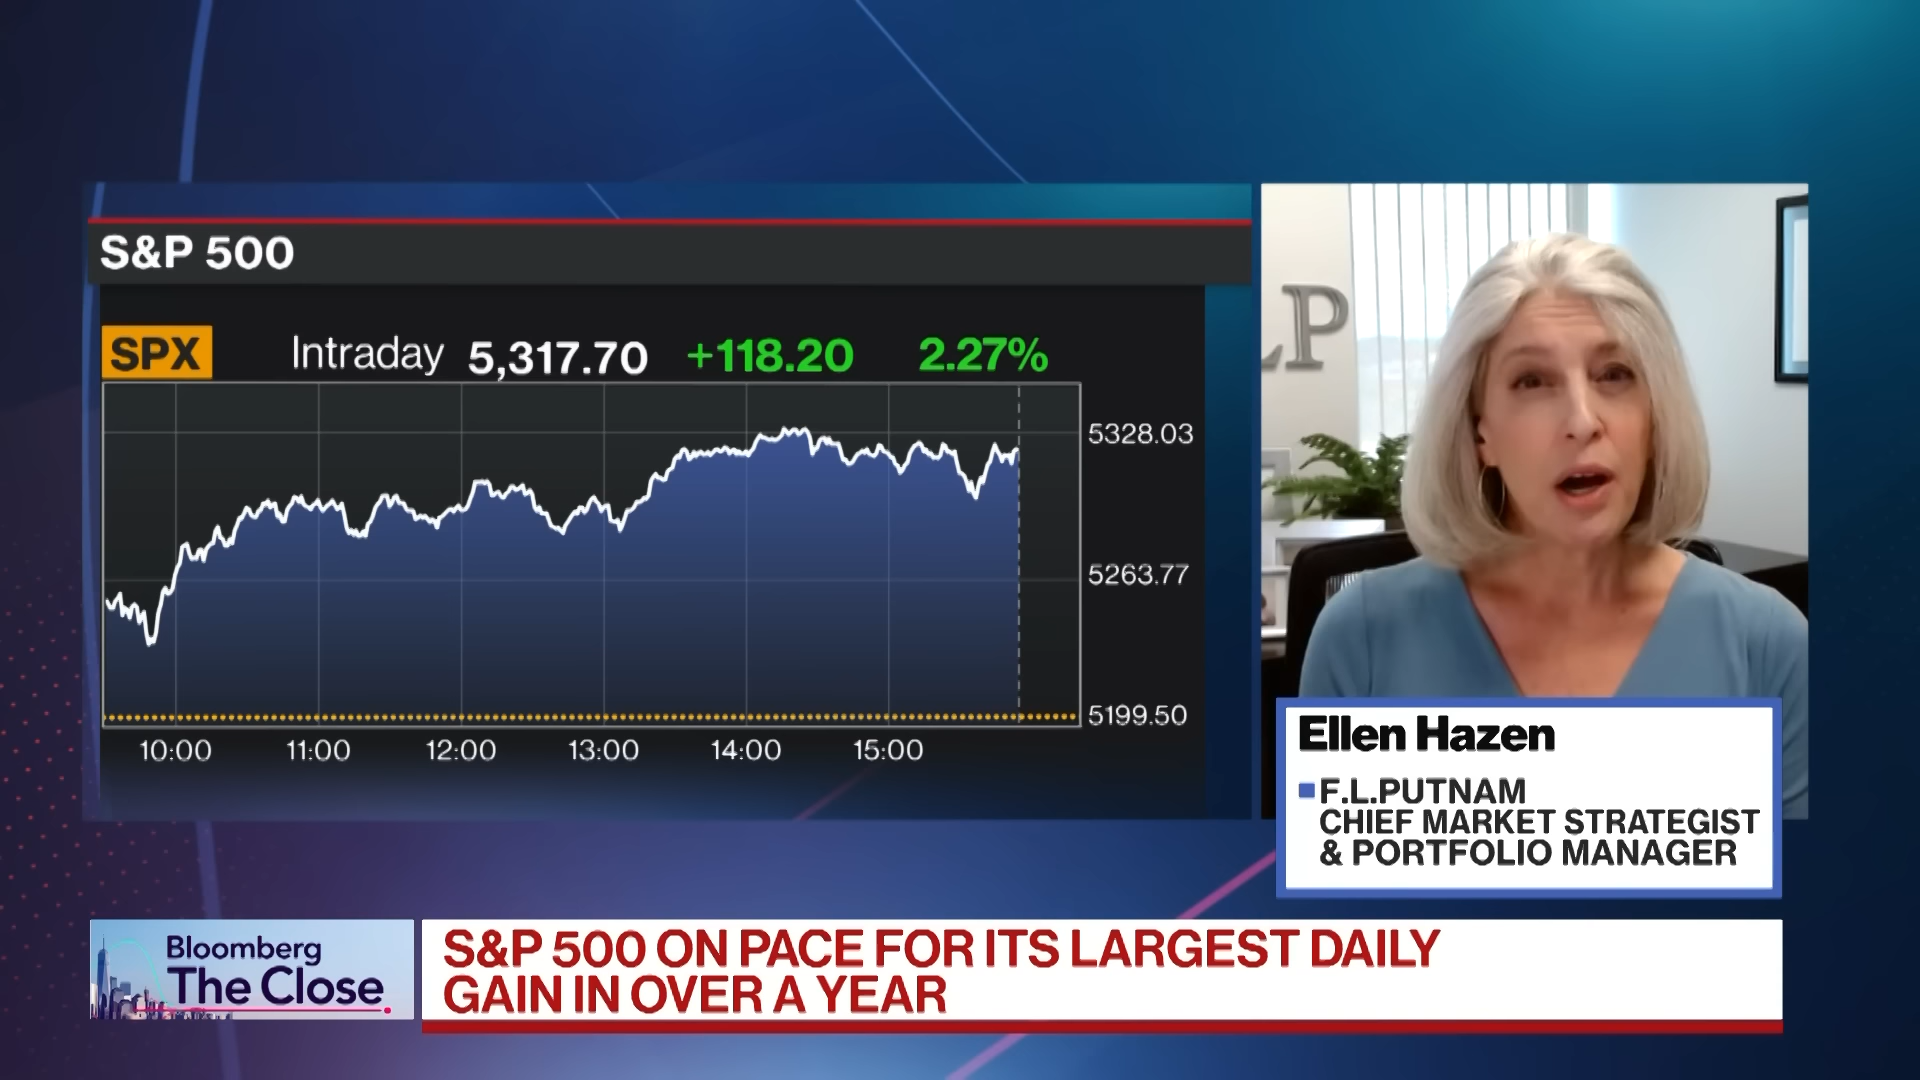 S&P 500
SPX Intraday 5,317.70 +118.20 2.27%
5328.03
5263.77
5199.50
10:00 11:00 12:00 13:00 14:00 15:00
LP
Ellen Hazen
F.L.PUTNAM
CHIEF MARKET STRATEGIST
& PORTFOLIO MANAGER
Bloomberg
The Close
S&P 500 ON PACE FOR ITS LARGEST DAILY
GAIN IN OVER A YEAR